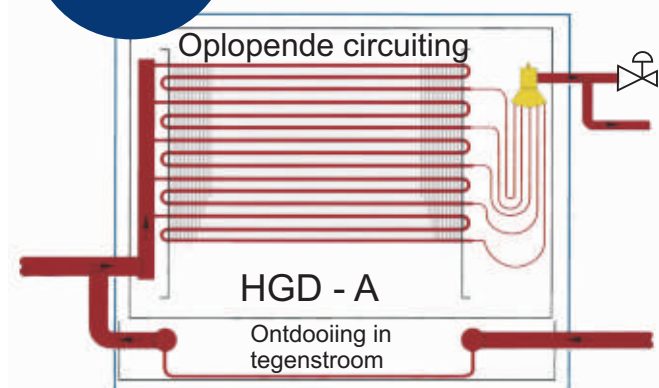 Oplopende circuiting
HGD - A
Ontdooiing in
tegenstroom